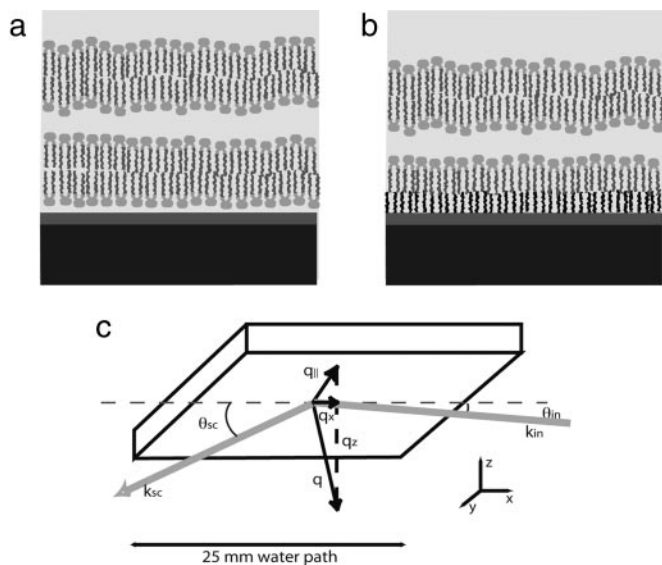 a
b
c
q||
θsc
qx
θin
kin
qz
ksc
q
z
x
y
25 mm water path